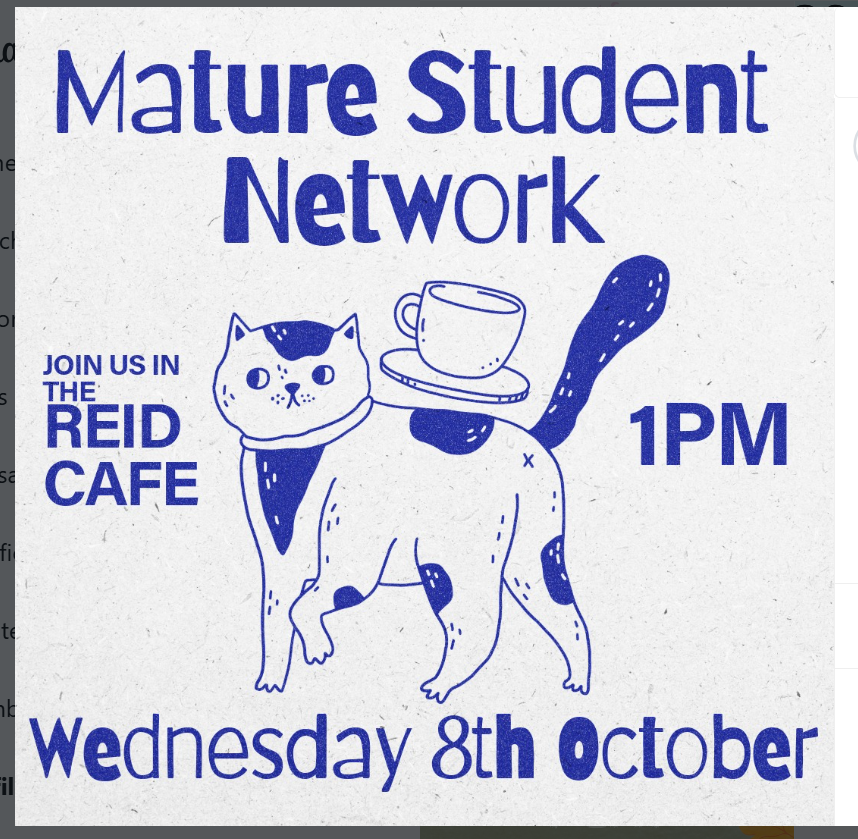 Mature Student
Network
JOIN US IN
THE
REID
CAFE
1PM
x
Wednesday 8th October